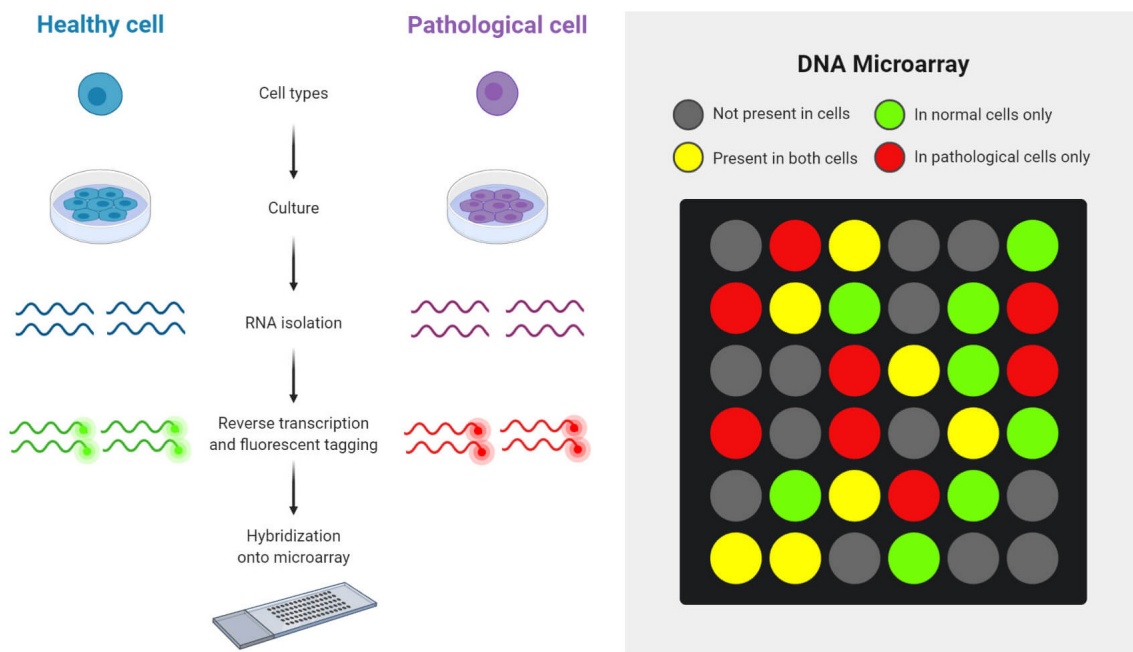 Healthy cell
Pathological cell
Cell types
Culture
RNA isolation
Reverse transcription
and fluorescent tagging
Hybridization
onto microarray
DNA Microarray
Not present in cells
In normal cells only
Present in both cells
In pathological cells only